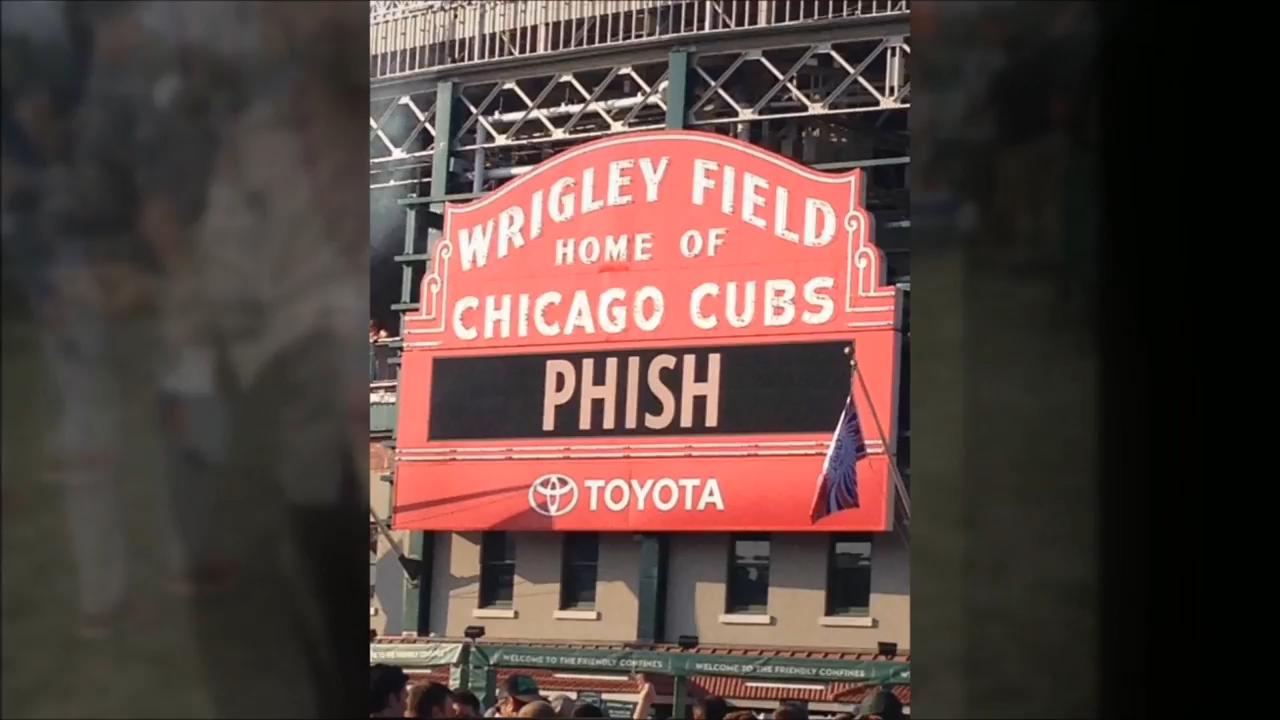 WRIGLEY FIELD
HOME OF
CHICAGO CUBS
PHISH
TOYOTA
WELCOME TO THE FRIENDLY CONFINES
WELCOME TO THE FRIENDLY CONFINES